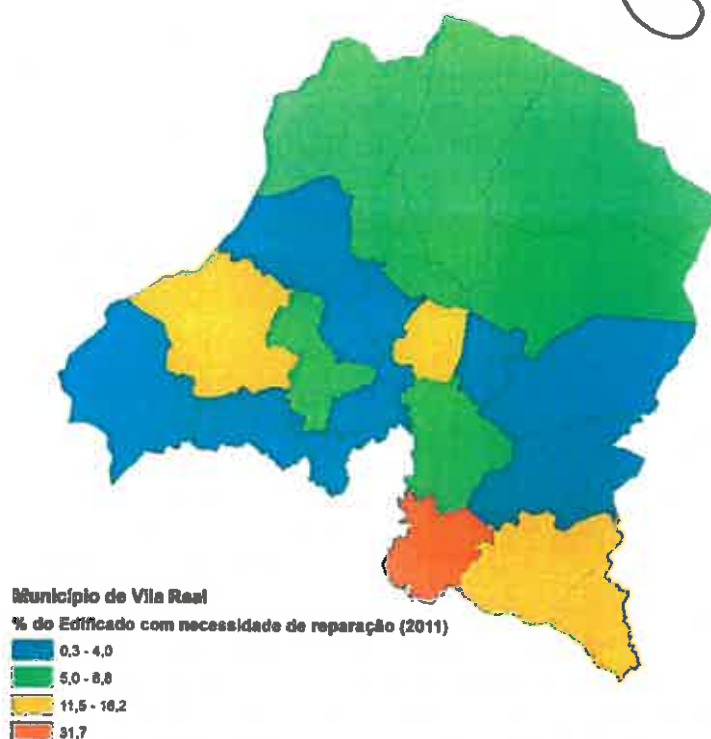 Município de Vila Real
% do Edificado com necessidade de reparação (2011)
0,3 - 4,0
5,0 - 8,8
11,5 - 16,2
31,7